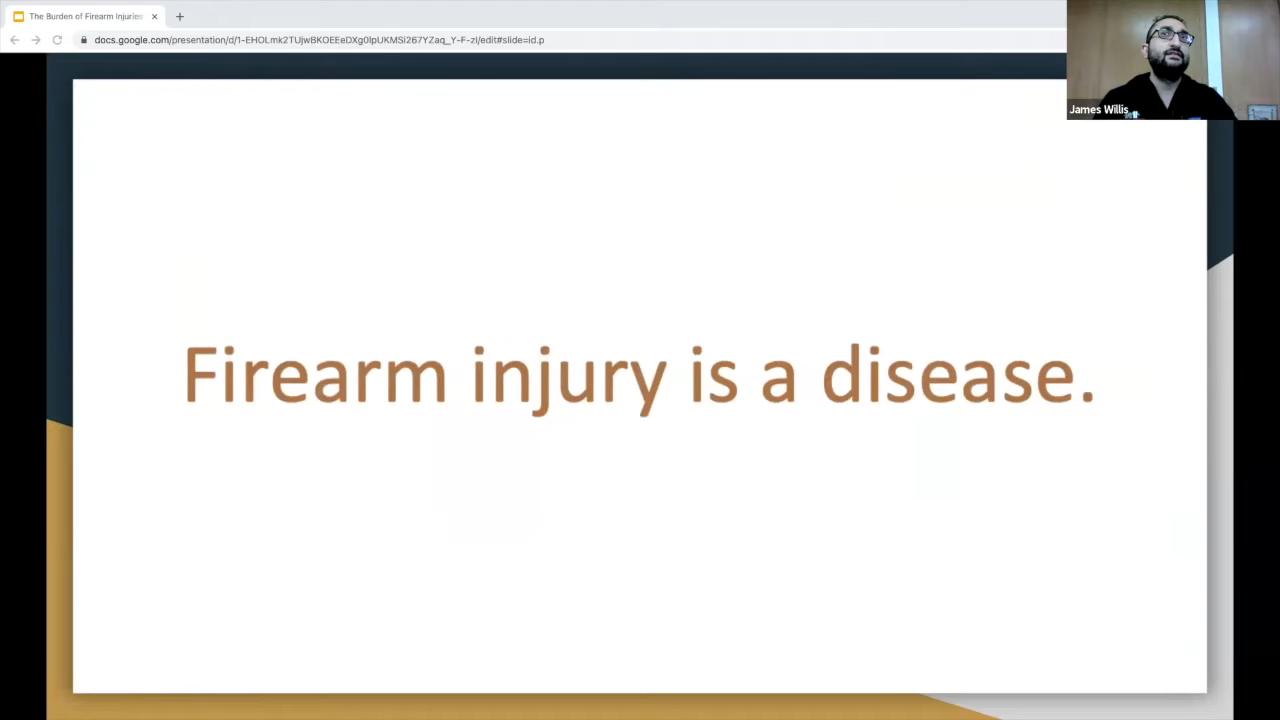 The Burden of Firearm Injuries
docs.google.com/presentation/d/1-EHOLmk2TUjwBKOEEeDXg0lpUKMSi267YZaq_Y-F-zI/edit#slide=id.p
James Willis
Firearm injury is a disease.